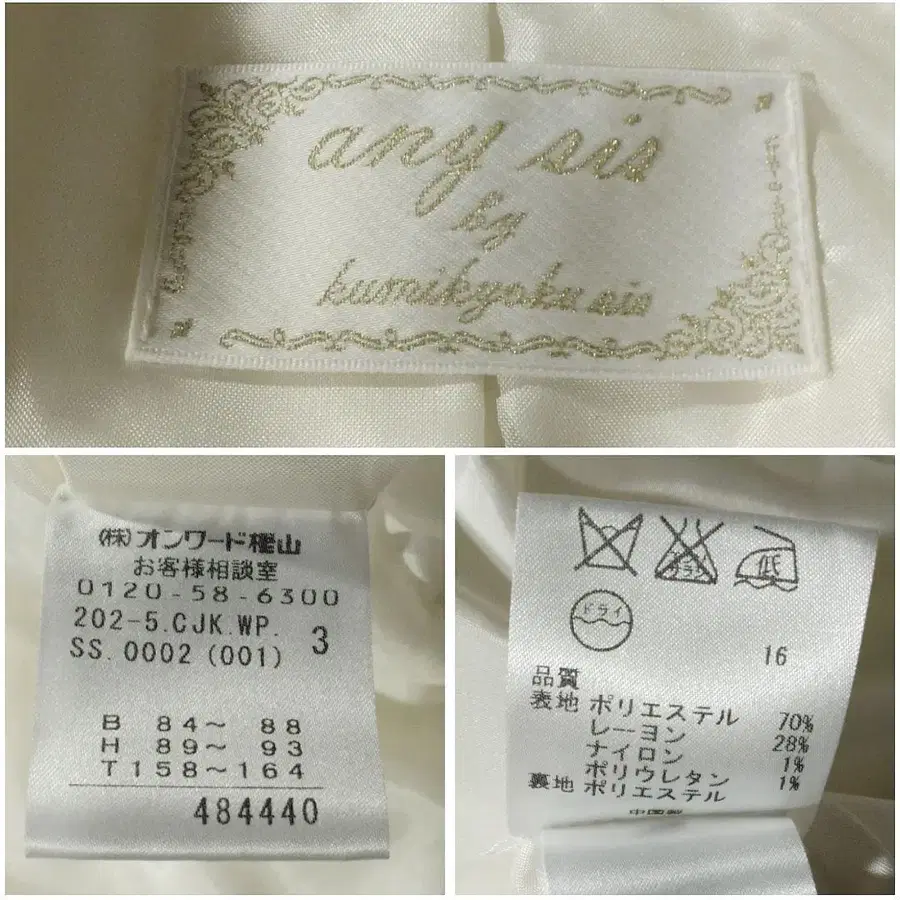 any sis
by
kumikyoku sis
(株)オンワード樫山
お客様相談室
0120-58-6300
202-5.CJK.WP.
3
SS.0002(001)
B 84～ 88
H 89～ 93
T158～164
484440
低
ドライ
16
品質
表地 ポリエステル 70%
レーヨン 28%
ナイロン 1%
ポリウレタン 1%
裏地 ポリエステル
中国製